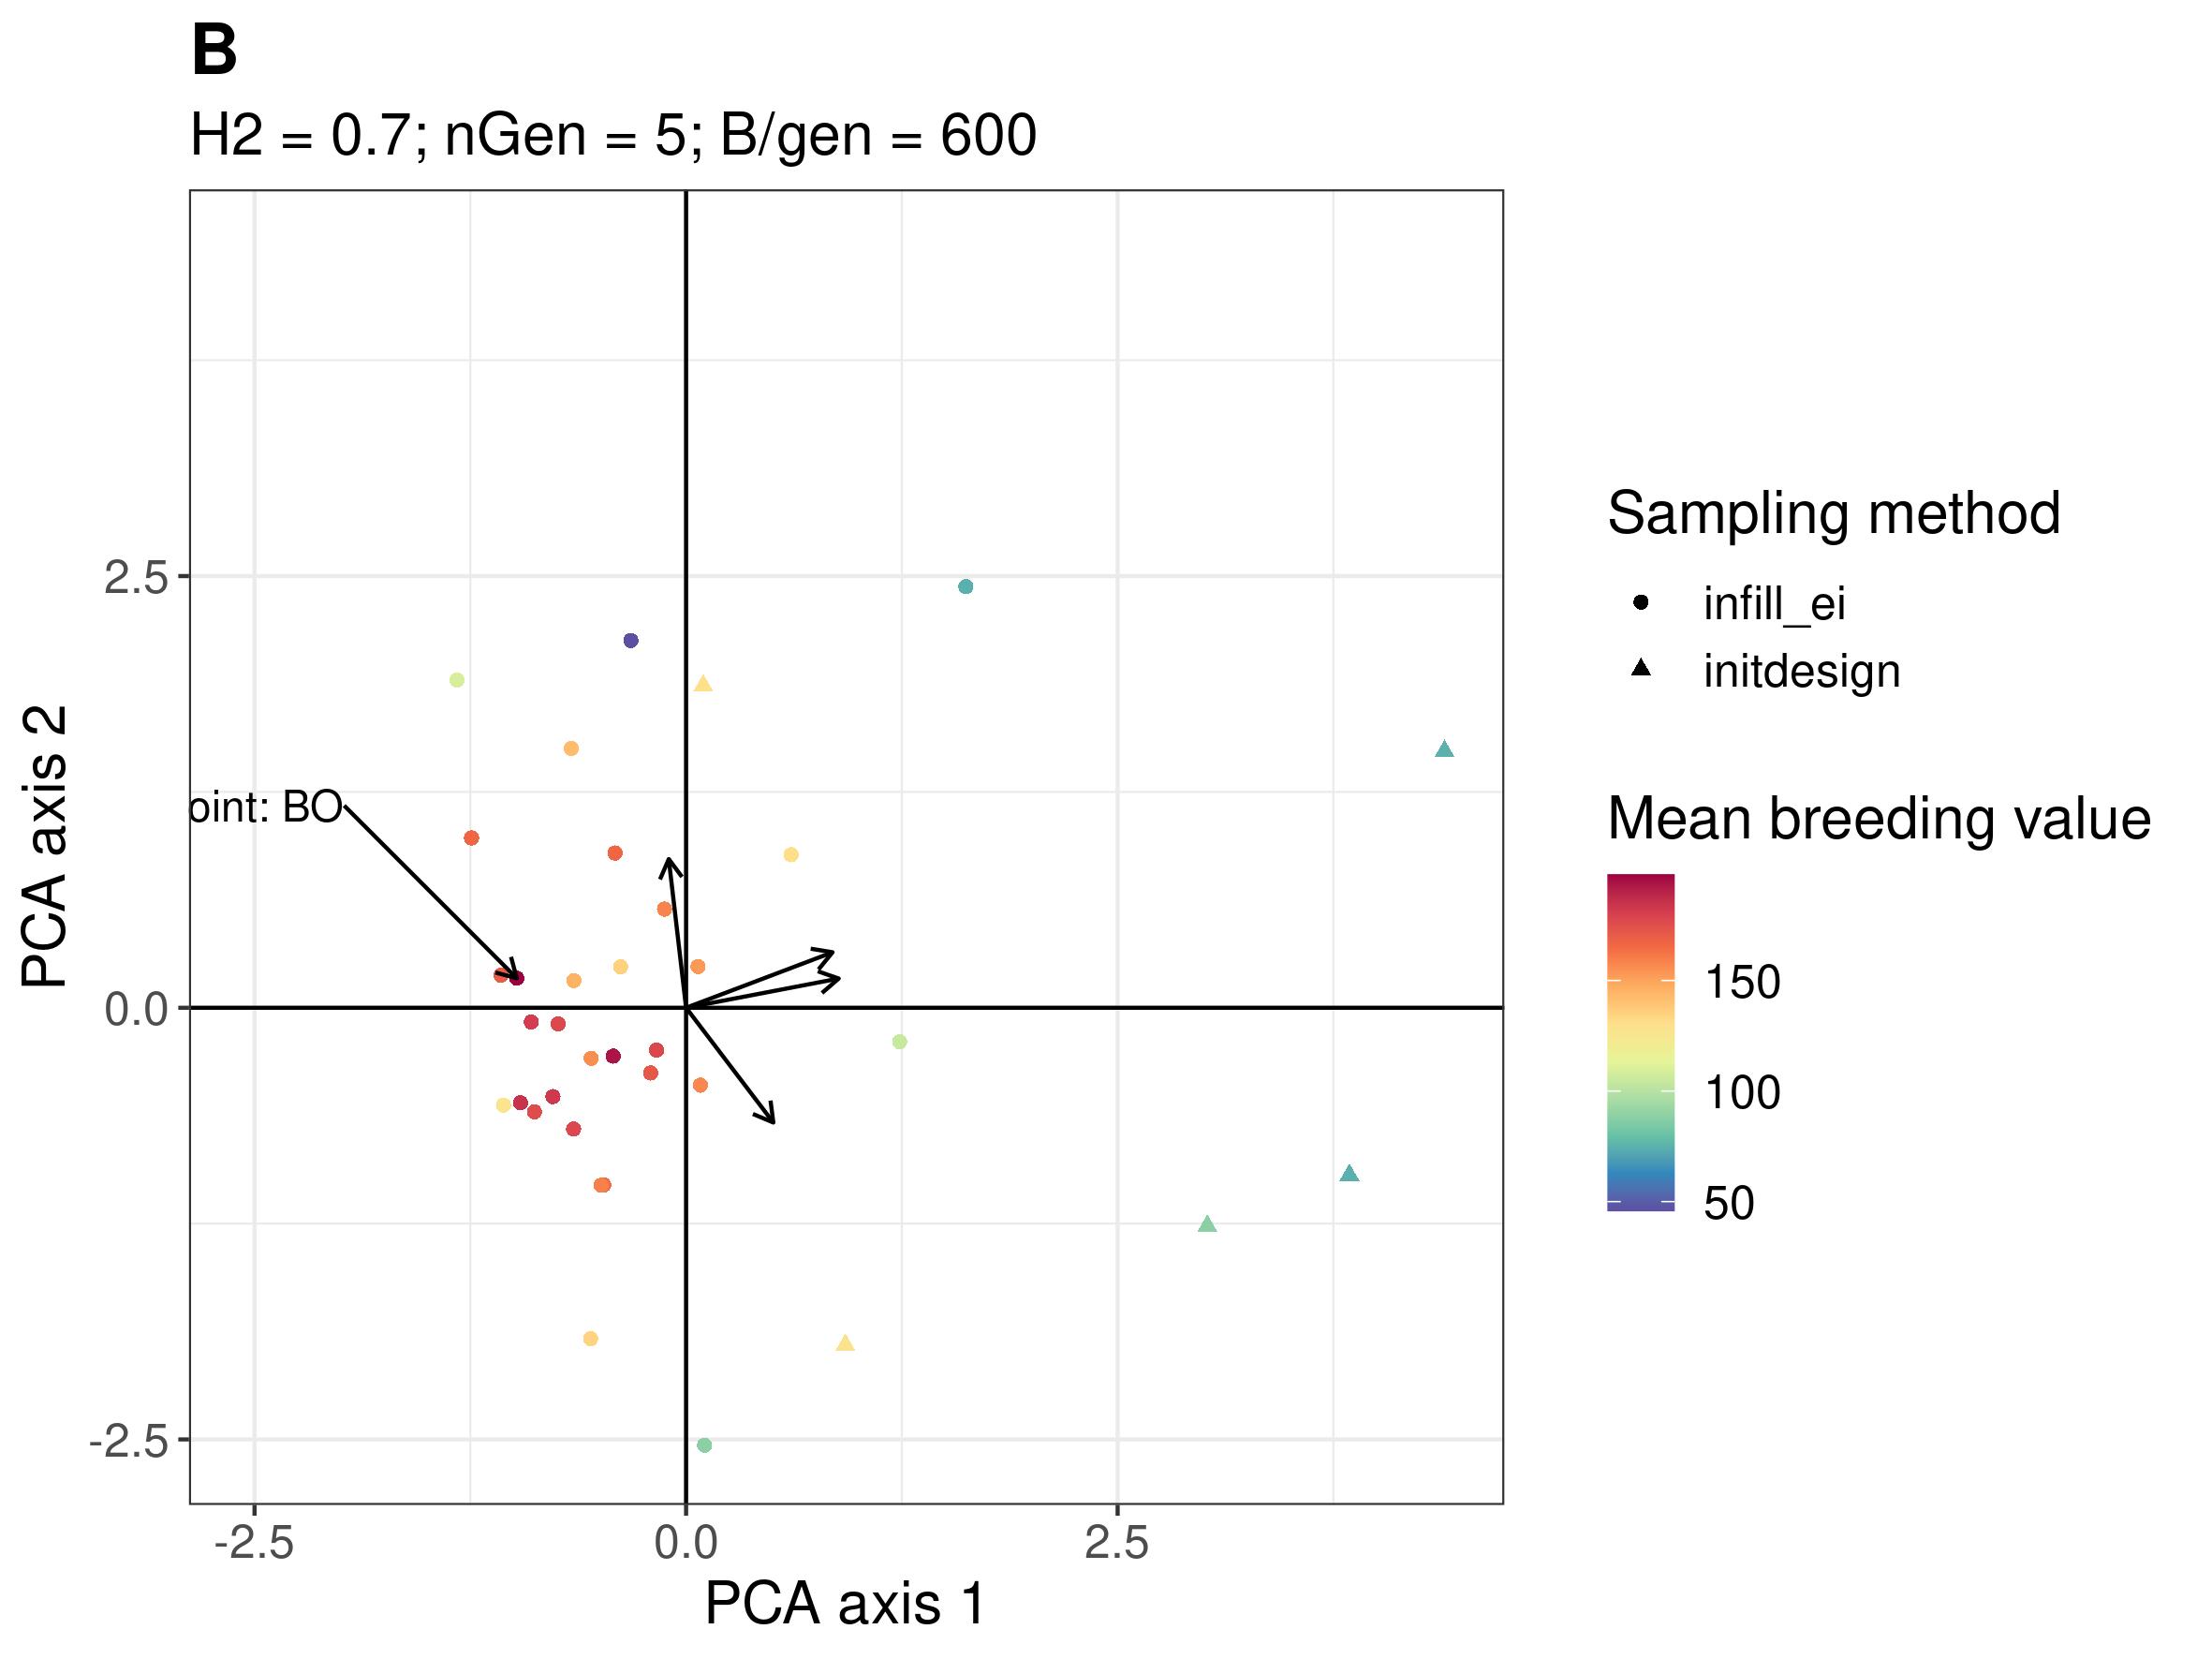 B
H2 = 0.7; nGen = 5; B/gen = 600
PCA axis 2
2.5
0.0
-2.5
oint: BO
-2.5
0.0
2.5
PCA axis 1
Sampling method
infill_ei
initdesign
Mean breeding value
150
100
50